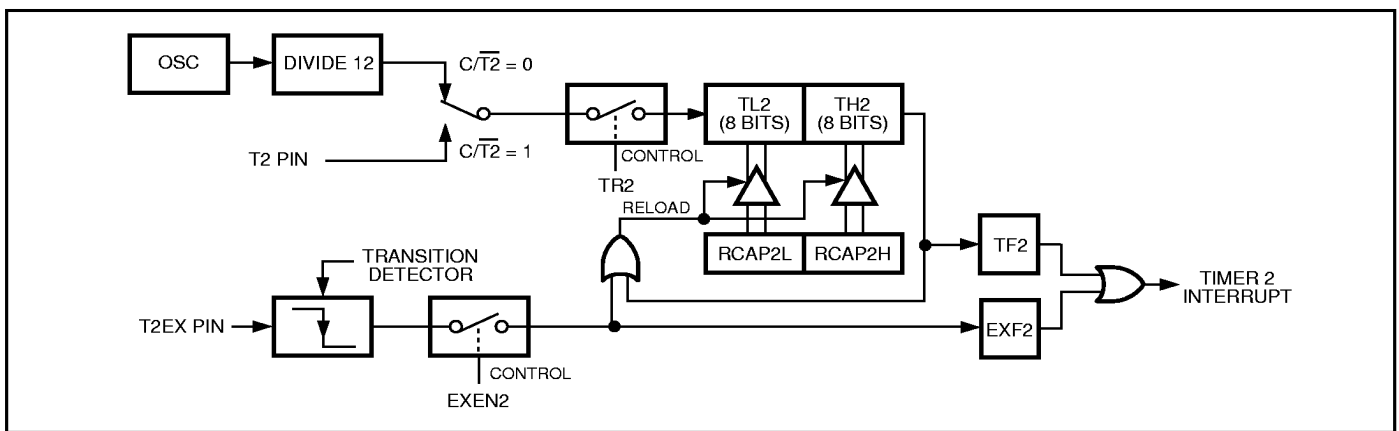 OSC
DIVIDE 12
C/T2̅ = 0
T2 PIN
C/T2̅ = 1
CONTROL
TR2
TL2
(8 BITS)
TH2
(8 BITS)
RELOAD
RCAP2L
RCAP2H
TF2
TRANSITION
DETECTOR
T2EX PIN
CONTROL
EXEN2
EXF2
TIMER 2
INTERRUPT